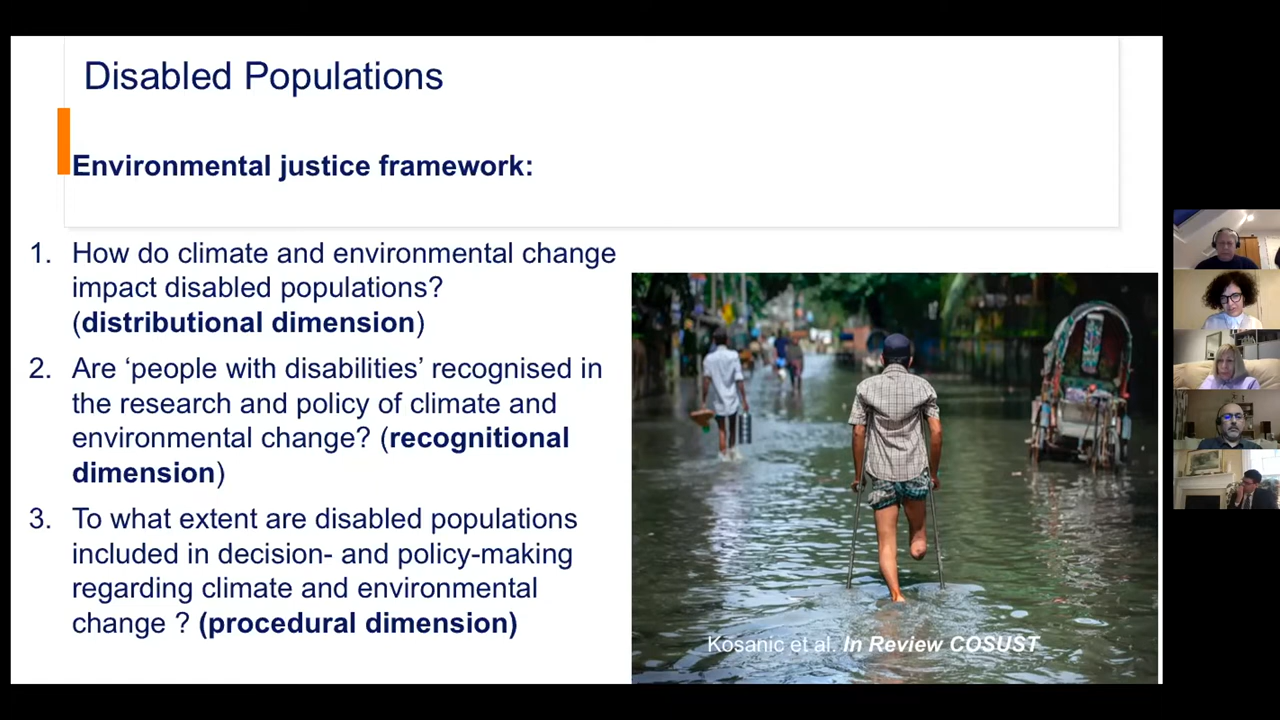 Disabled Populations
Environmental justice framework:
1. How do climate and environmental change
impact disabled populations?
(distributional dimension)
2. Are ‘people with disabilities’ recognised in
the research and policy of climate and
environmental change? (recognitional
dimension)
3. To what extent are disabled populations
included in decision- and policy-making
regarding climate and environmental
change ? (procedural dimension)
Kosanic et al. In Review COSUST